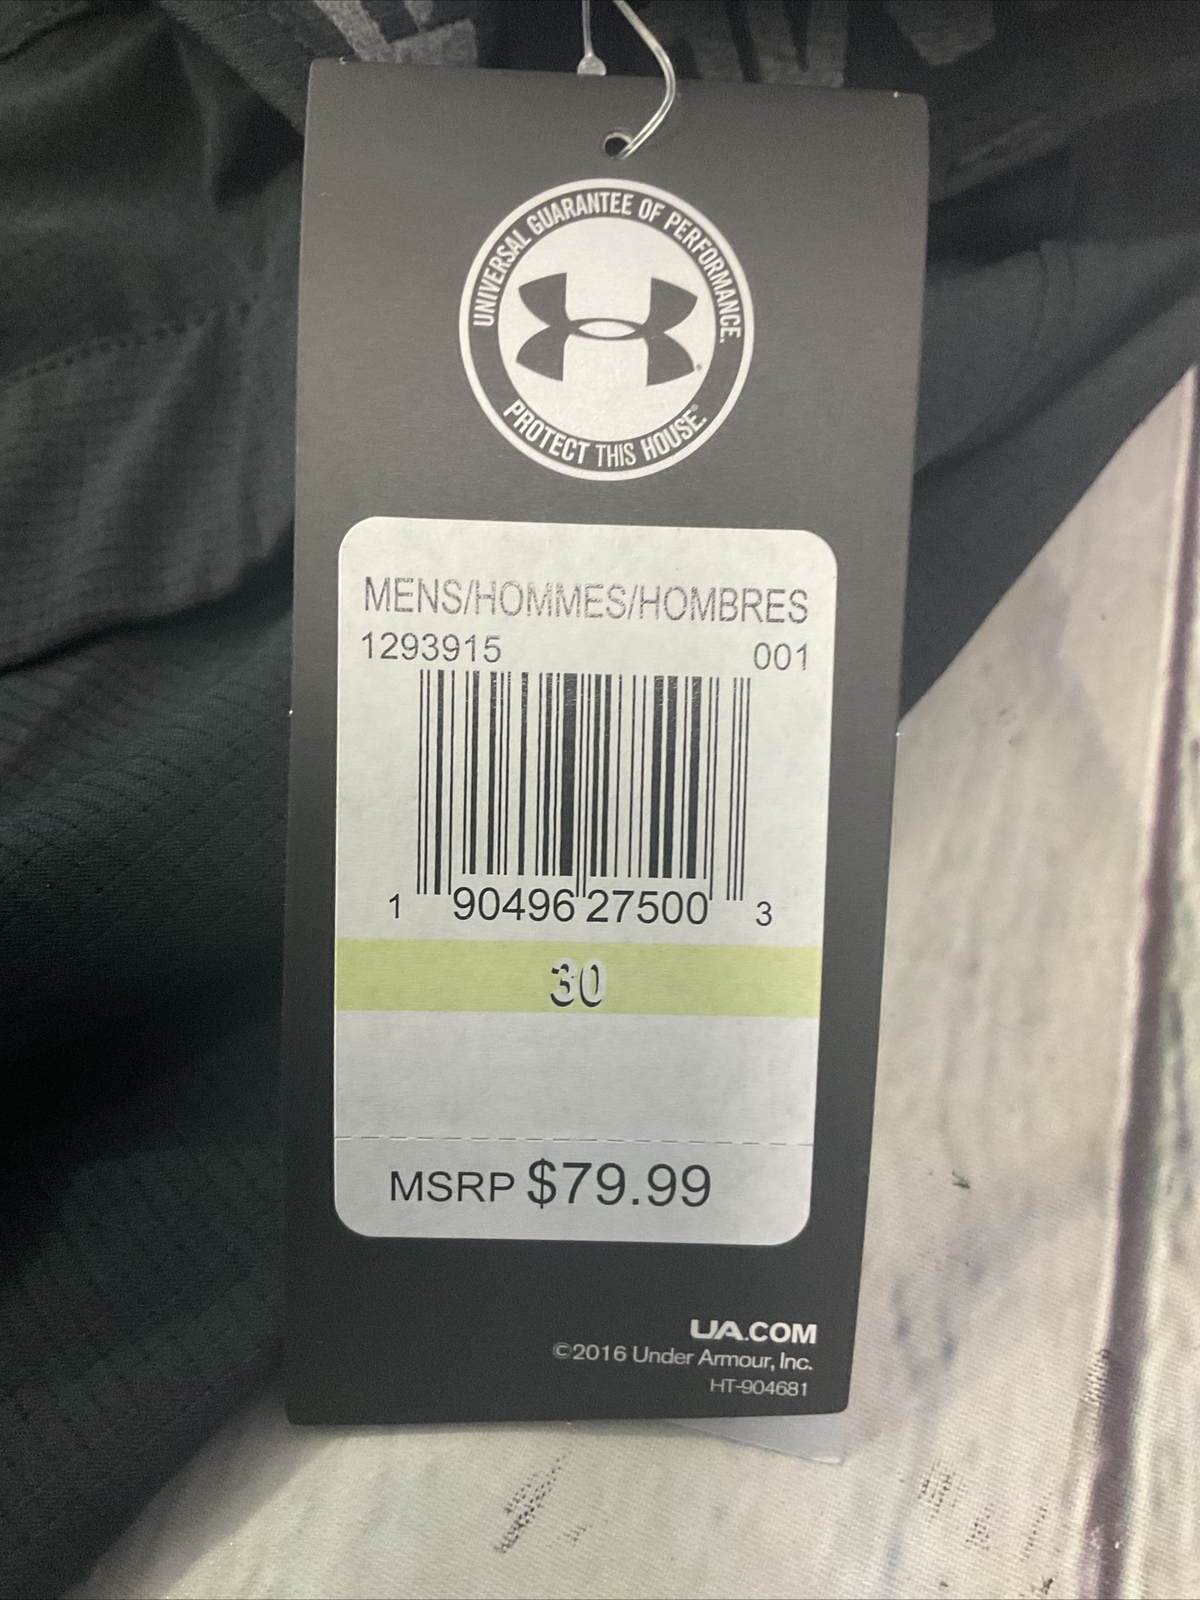 UNIVERSAL GUARANTEE OF PERFORMANCE.
PROTECT THIS HOUSE.®
MENS/HOMMES/HOMBRES
1293915 001
1 90496 27500 3
30
MSRP $79.99
UA.COM
©2016 Under Armour, Inc.
HT-904681